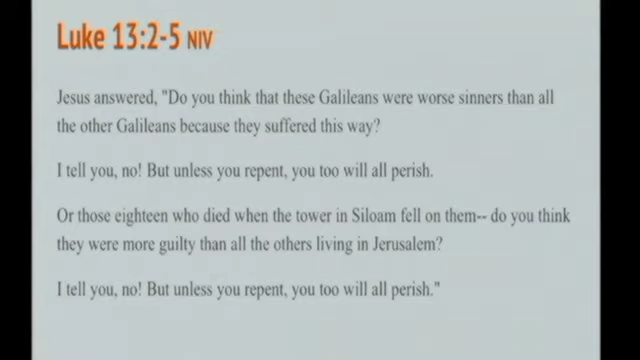 Luke 13:2-5 NIV
Jesus answered, "Do you think that these Galileans were worse sinners than all
the other Galileans because they suffered this way?
I tell you, no! But unless you repent, you too will all perish.
Or those eighteen who died when the tower in Siloam fell on them-- do you think
they were more guilty than all the others living in Jerusalem?
I tell you, no! But unless you repent, you too will all perish."